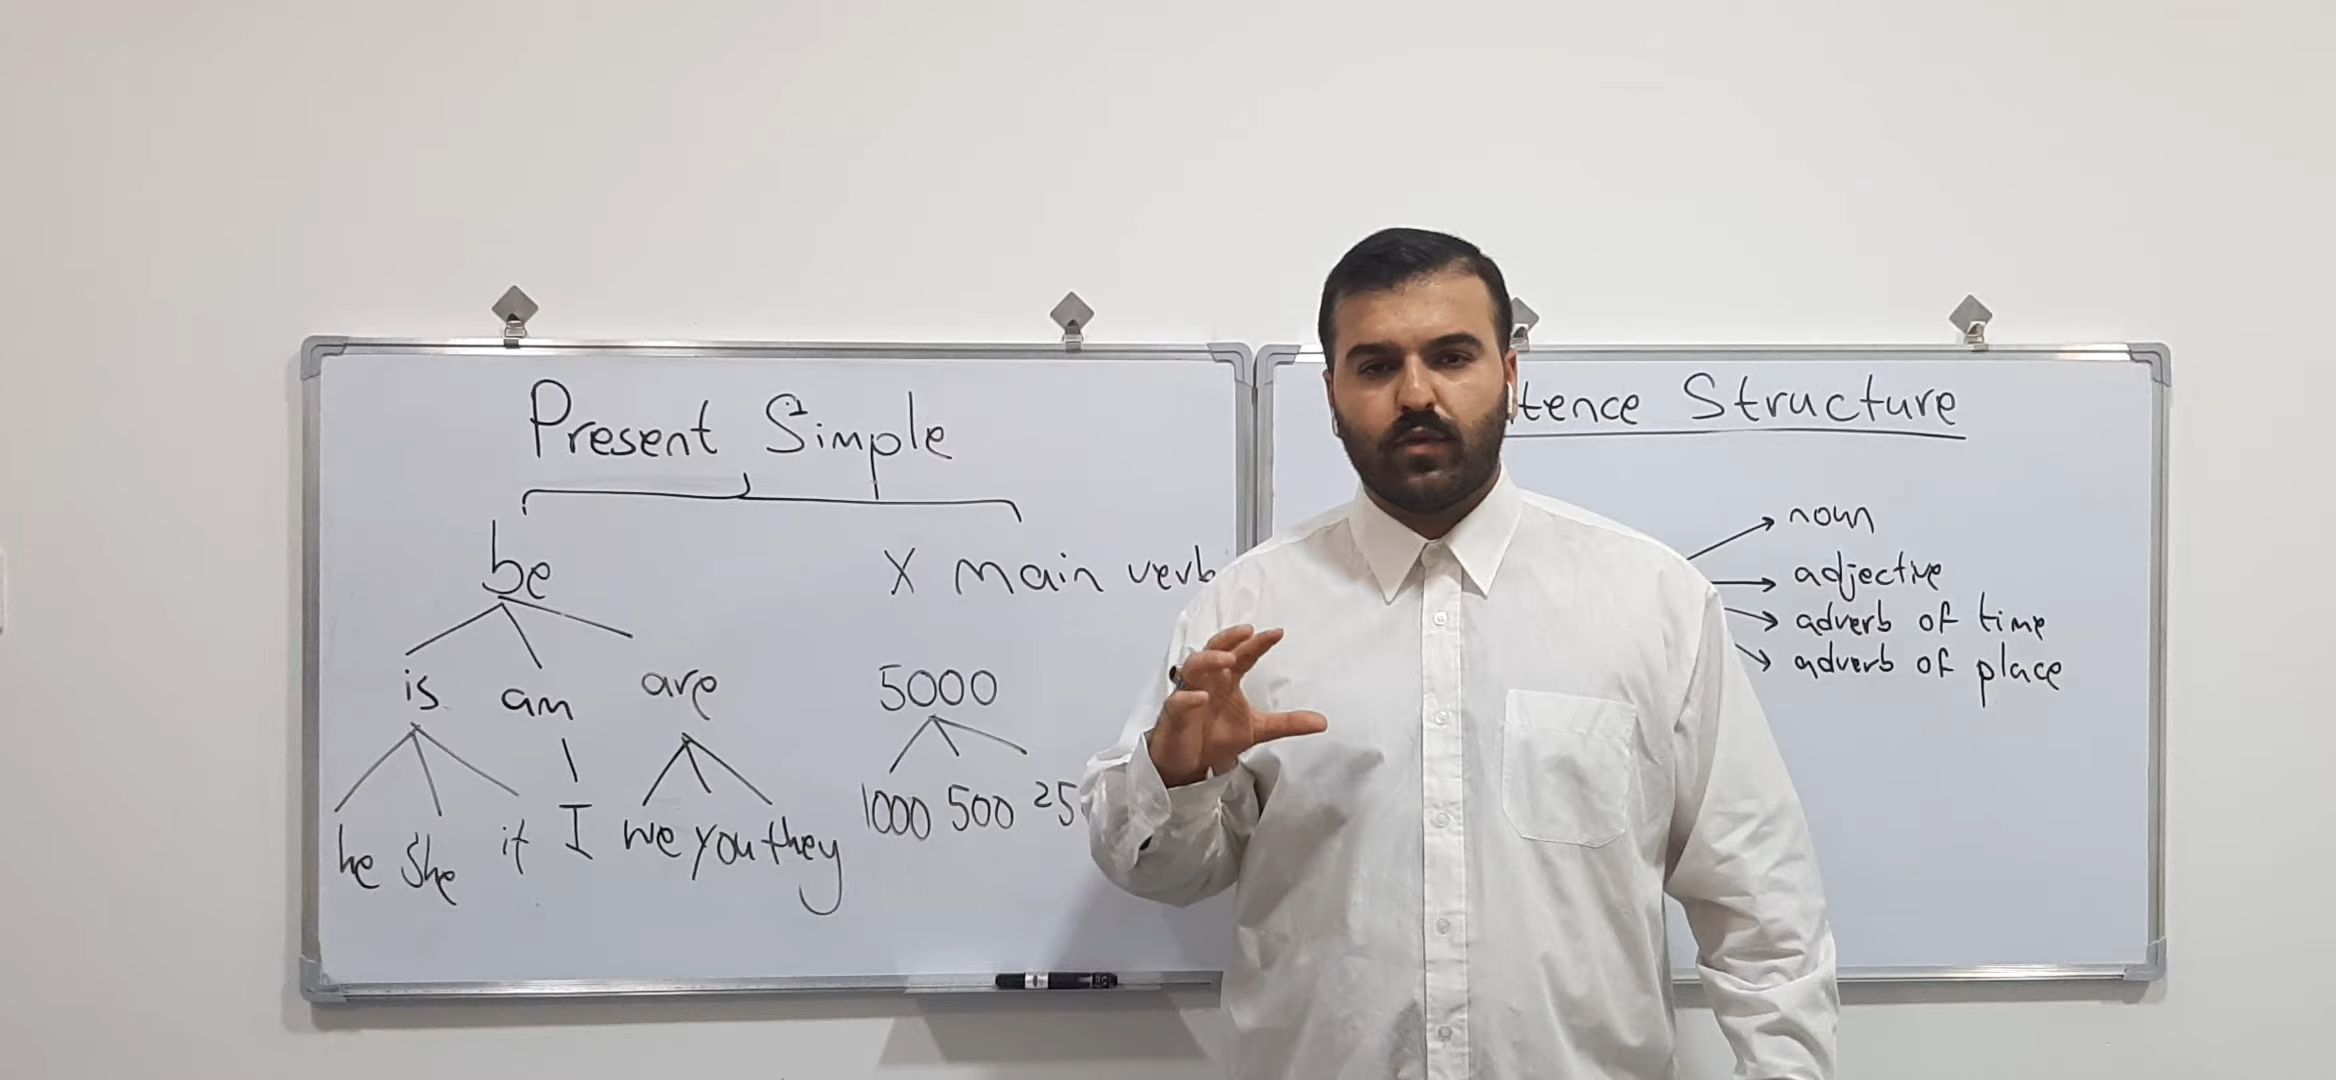 Present Simple
be
X main verb
is am are
5000
he She it I we you they
1000 500 25
tence Structure
noun
adjective
adverb of time
adverb of place